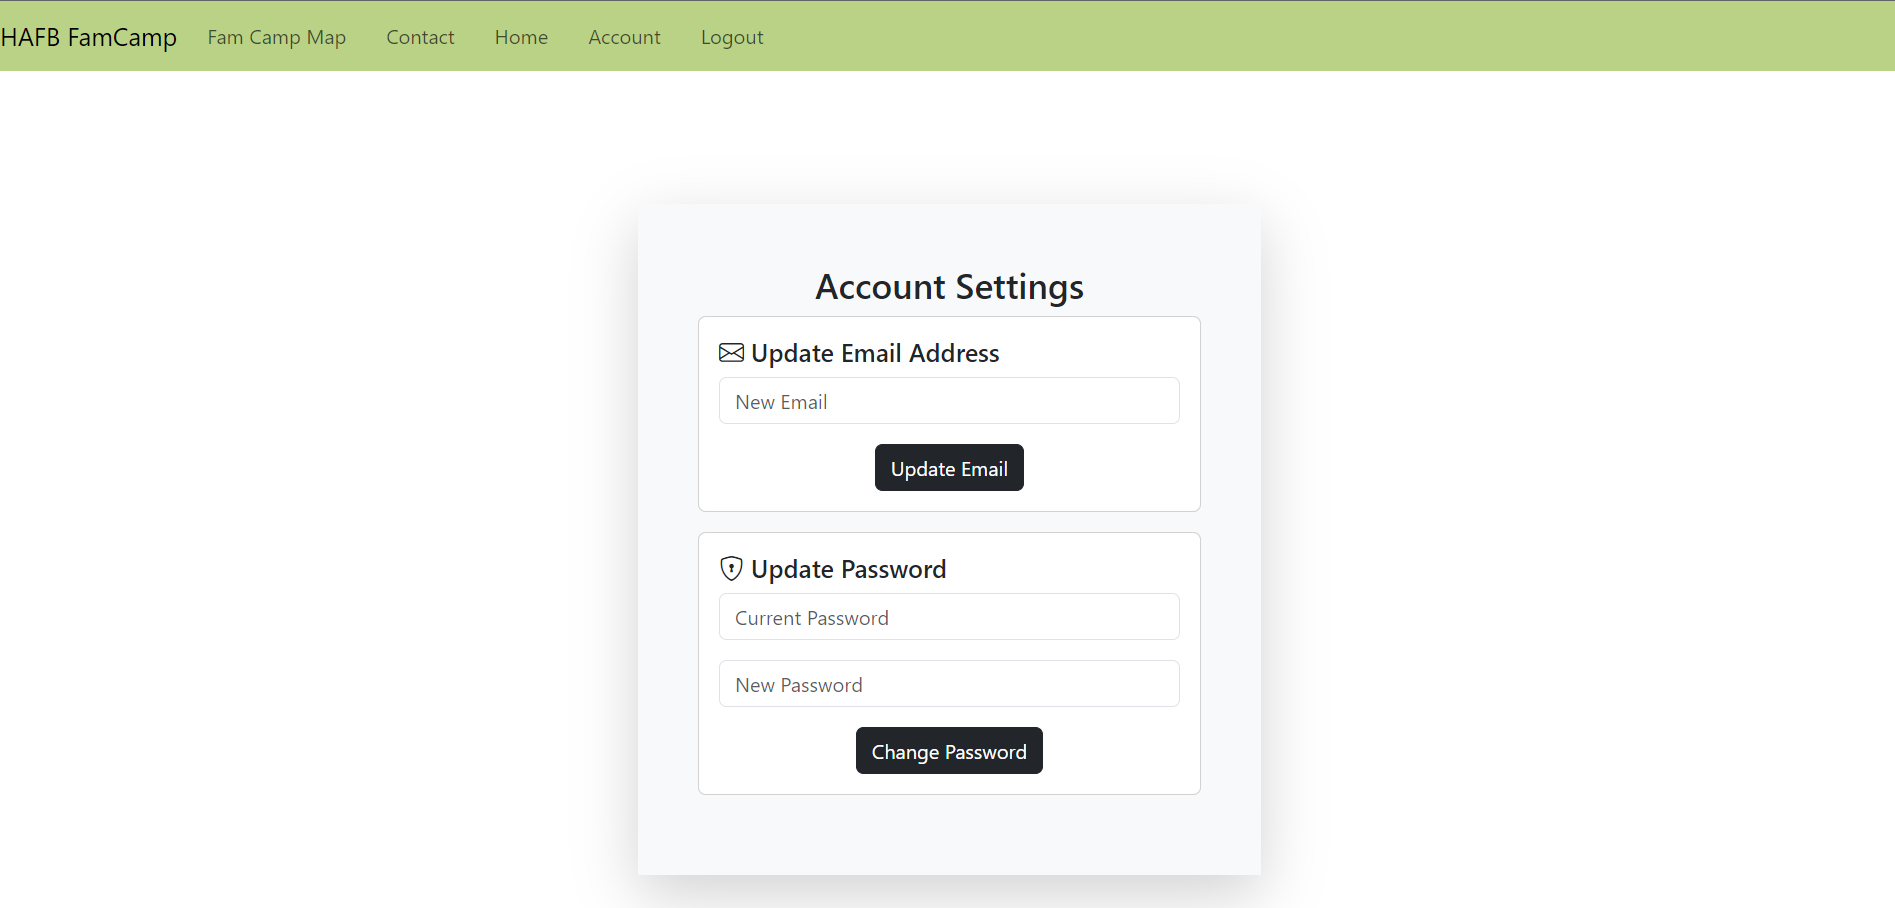 HAFB FamCamp Fam Camp Map Contact Home Account Logout
Account Settings
Update Email Address
New Email
Update Email
Update Password
Current Password
New Password
Change Password